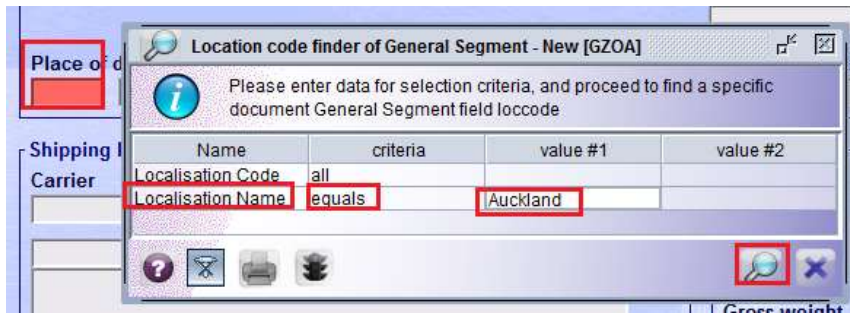 Location code finder of General Segment - New [GZOA]
Place of d
Please enter data for selection criteria, and proceed to find a specific
document General Segment field loccode
Shipping
Name criteria value #1 value #2
Carrier
Localisation Code all
Localisation Name equals Auckland
Gross weight